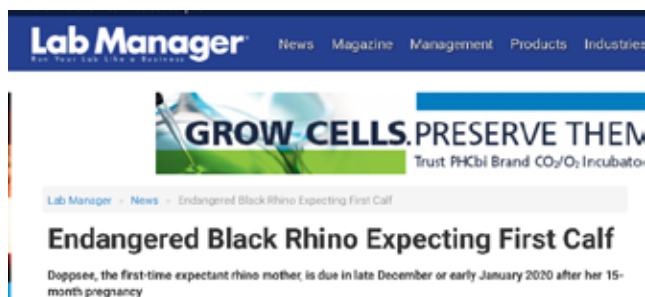 Lab Manager
Run Your Lab Like a Business
News Magazine Management Products Industries
GROW CELLS. PRESERVE THEM
Trust PHCbi Brand CO₂/O₂ Incubato
Lab Manager » News » Endangered Black Rhino Expecting First Calf
Endangered Black Rhino Expecting First Calf
Doppsee, the first-time expectant rhino mother, is due in late December or early January 2020 after her 15-
month pregnancy